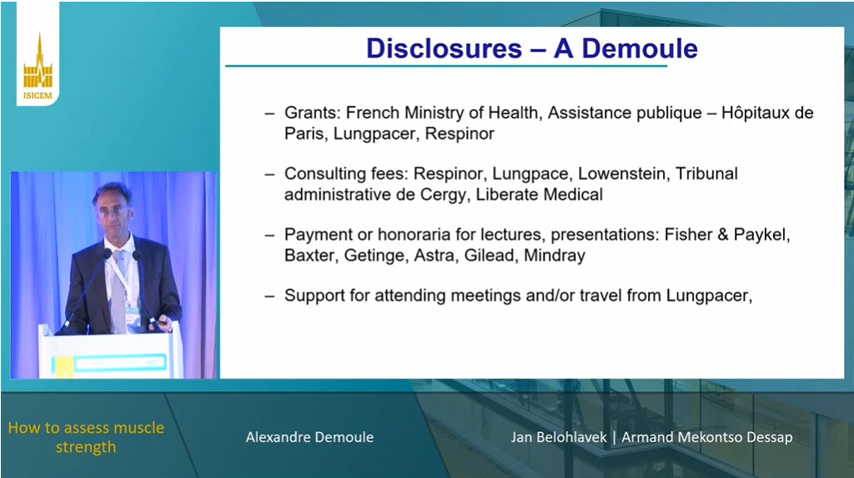 ISICEM
Disclosures – A Demoule
– Grants: French Ministry of Health, Assistance publique – Hôpitaux de
Paris, Lungpacer, Respinor
– Consulting fees: Respinor, Lungpace, Lowenstein, Tribunal
administrative de Cergy, Liberate Medical
– Payment or honoraria for lectures, presentations: Fisher & Paykel,
Baxter, Getinge, Astra, Gilead, Mindray
– Support for attending meetings and/or travel from Lungpacer,
How to assess muscle
strength
Alexandre Demoule
Jan Belohlavek | Armand Mekontso Dessap